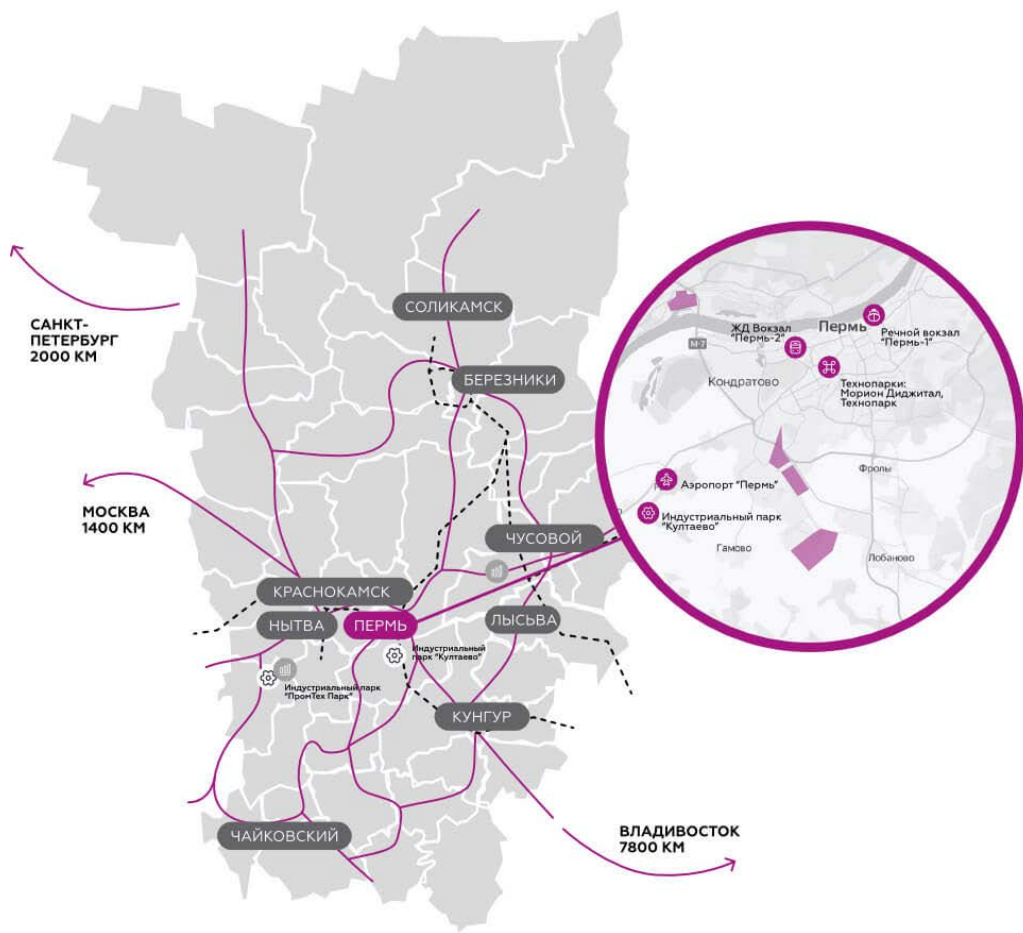 САНКТ-
ПЕТЕРБУРГ
2000 КМ
МОСКВА
1400 КМ
СОЛИКАМСК
БЕРЕЗНИКИ
ЧУСОВОЙ
КРАСНОКАМСК
НЫТВА
ПЕРМЬ
ЛЫСЬВА
Индустриальный
парк "Култаево"
Индустриальный парк
"ПромТех Парк"
КУНГУР
ЧАЙКОВСКИЙ
ВЛАДИВОСТОК
7800 КМ
ЖД Вокзал
"Пермь-2"
Пермь
Речной вокзал
"Пермь-1"
М-7
Кондратово
Технопарки:
Морион Диджитал,
Технопарк
Фролы
Аэропорт "Пермь"
Индустриальный парк
"Култаево"
Гамово
Лобаново